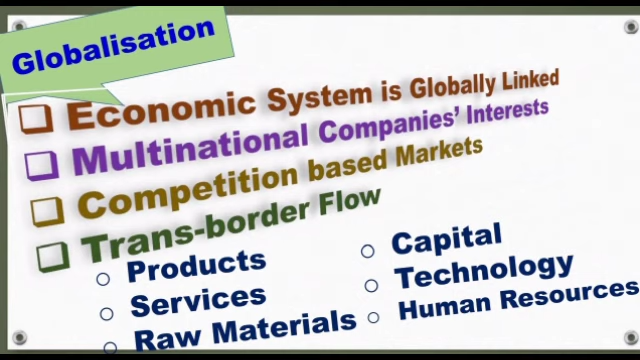 Globalisation
Economic System is Globally Linked
Multinational Companies' Interests
Competition based Markets
Trans-border Flow
Products
Services
Raw Materials
Capital
Technology
Human Resources